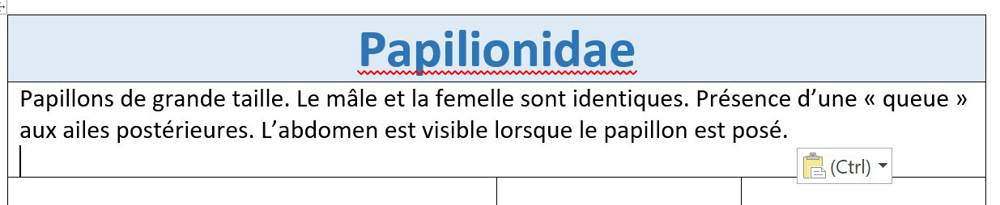 Papilionidae
Papillons de grande taille. Le mâle et la femelle sont identiques. Présence d’une « queue »
aux ailes postérieures. L’abdomen est visible lorsque le papillon est posé.
(Ctrl)